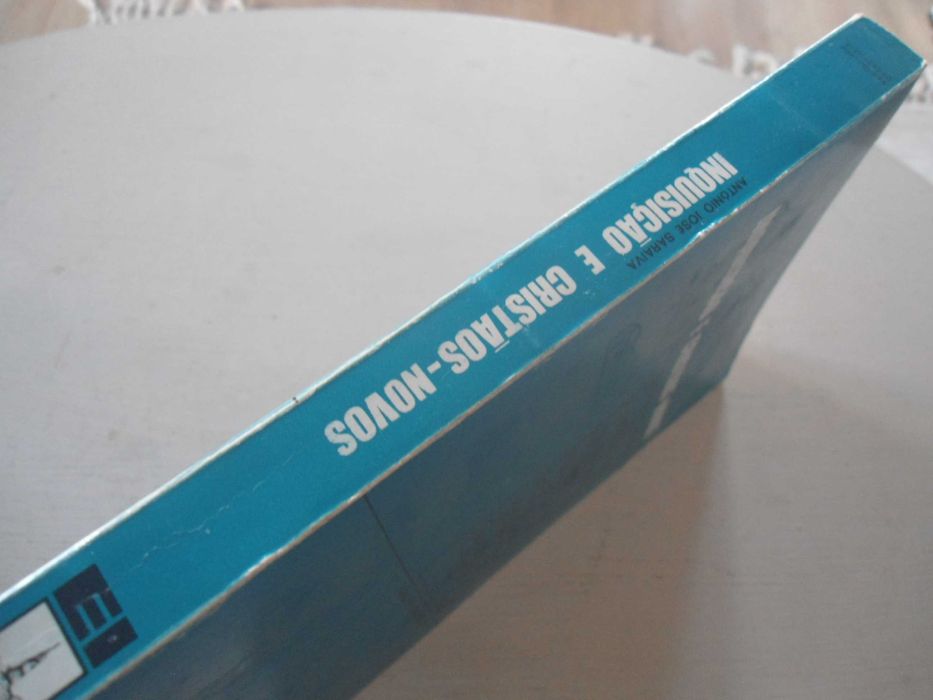 ANTÓNIO JOSÉ SARAIVA
INQUISIÇÃO E CRISTÃOS-NOVOS